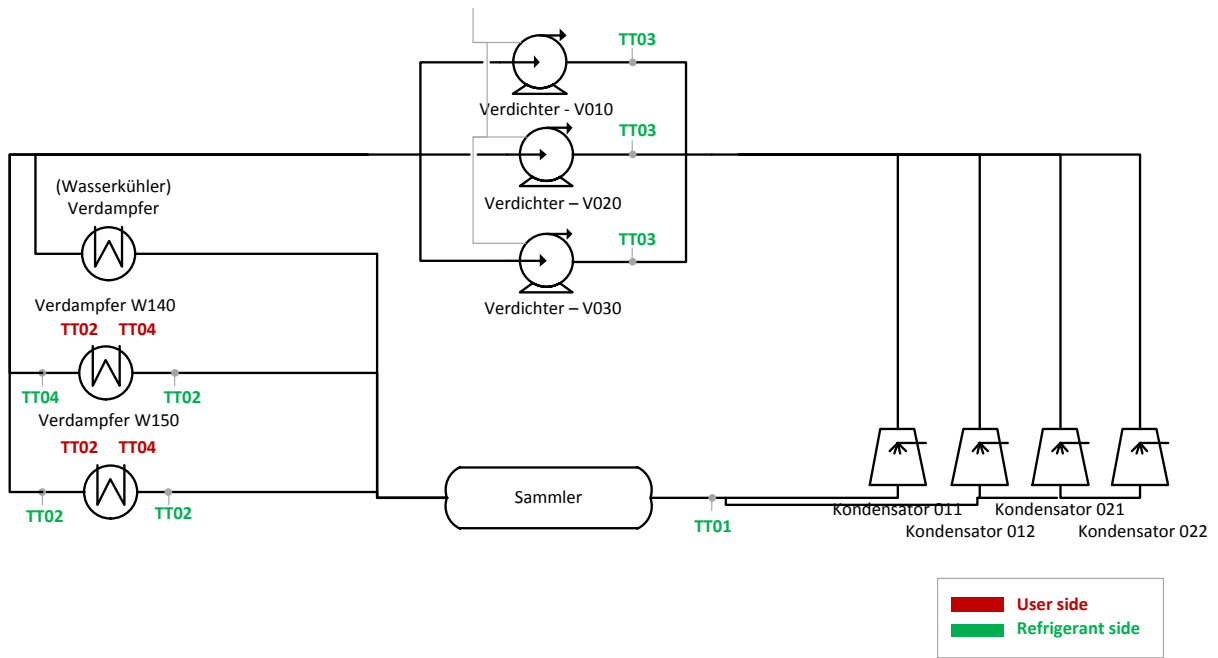 TT03
Verdichter - V010
TT03
Verdichter – V020
TT03
Verdichter – V030
(Wasserkühler)
Verdampfer
Verdampfer W140
TT02 TT04
TT04 TT02
Verdampfer W150
TT02 TT04
TT02 TT02
Sammler
TT01
Kondensator 011
Kondensator 012
Kondensator 021
Kondensator 022
User side
Refrigerant side